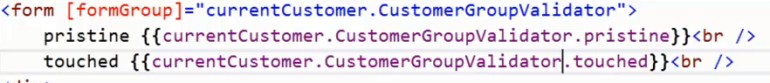 <form [formGroup]="currentCustomer.CustomerGroupValidator">
pristine {{currentCustomer.CustomerGroupValidator.pristine}}<br />
touched {{currentCustomer.CustomerGroupValidator.touched}}<br />